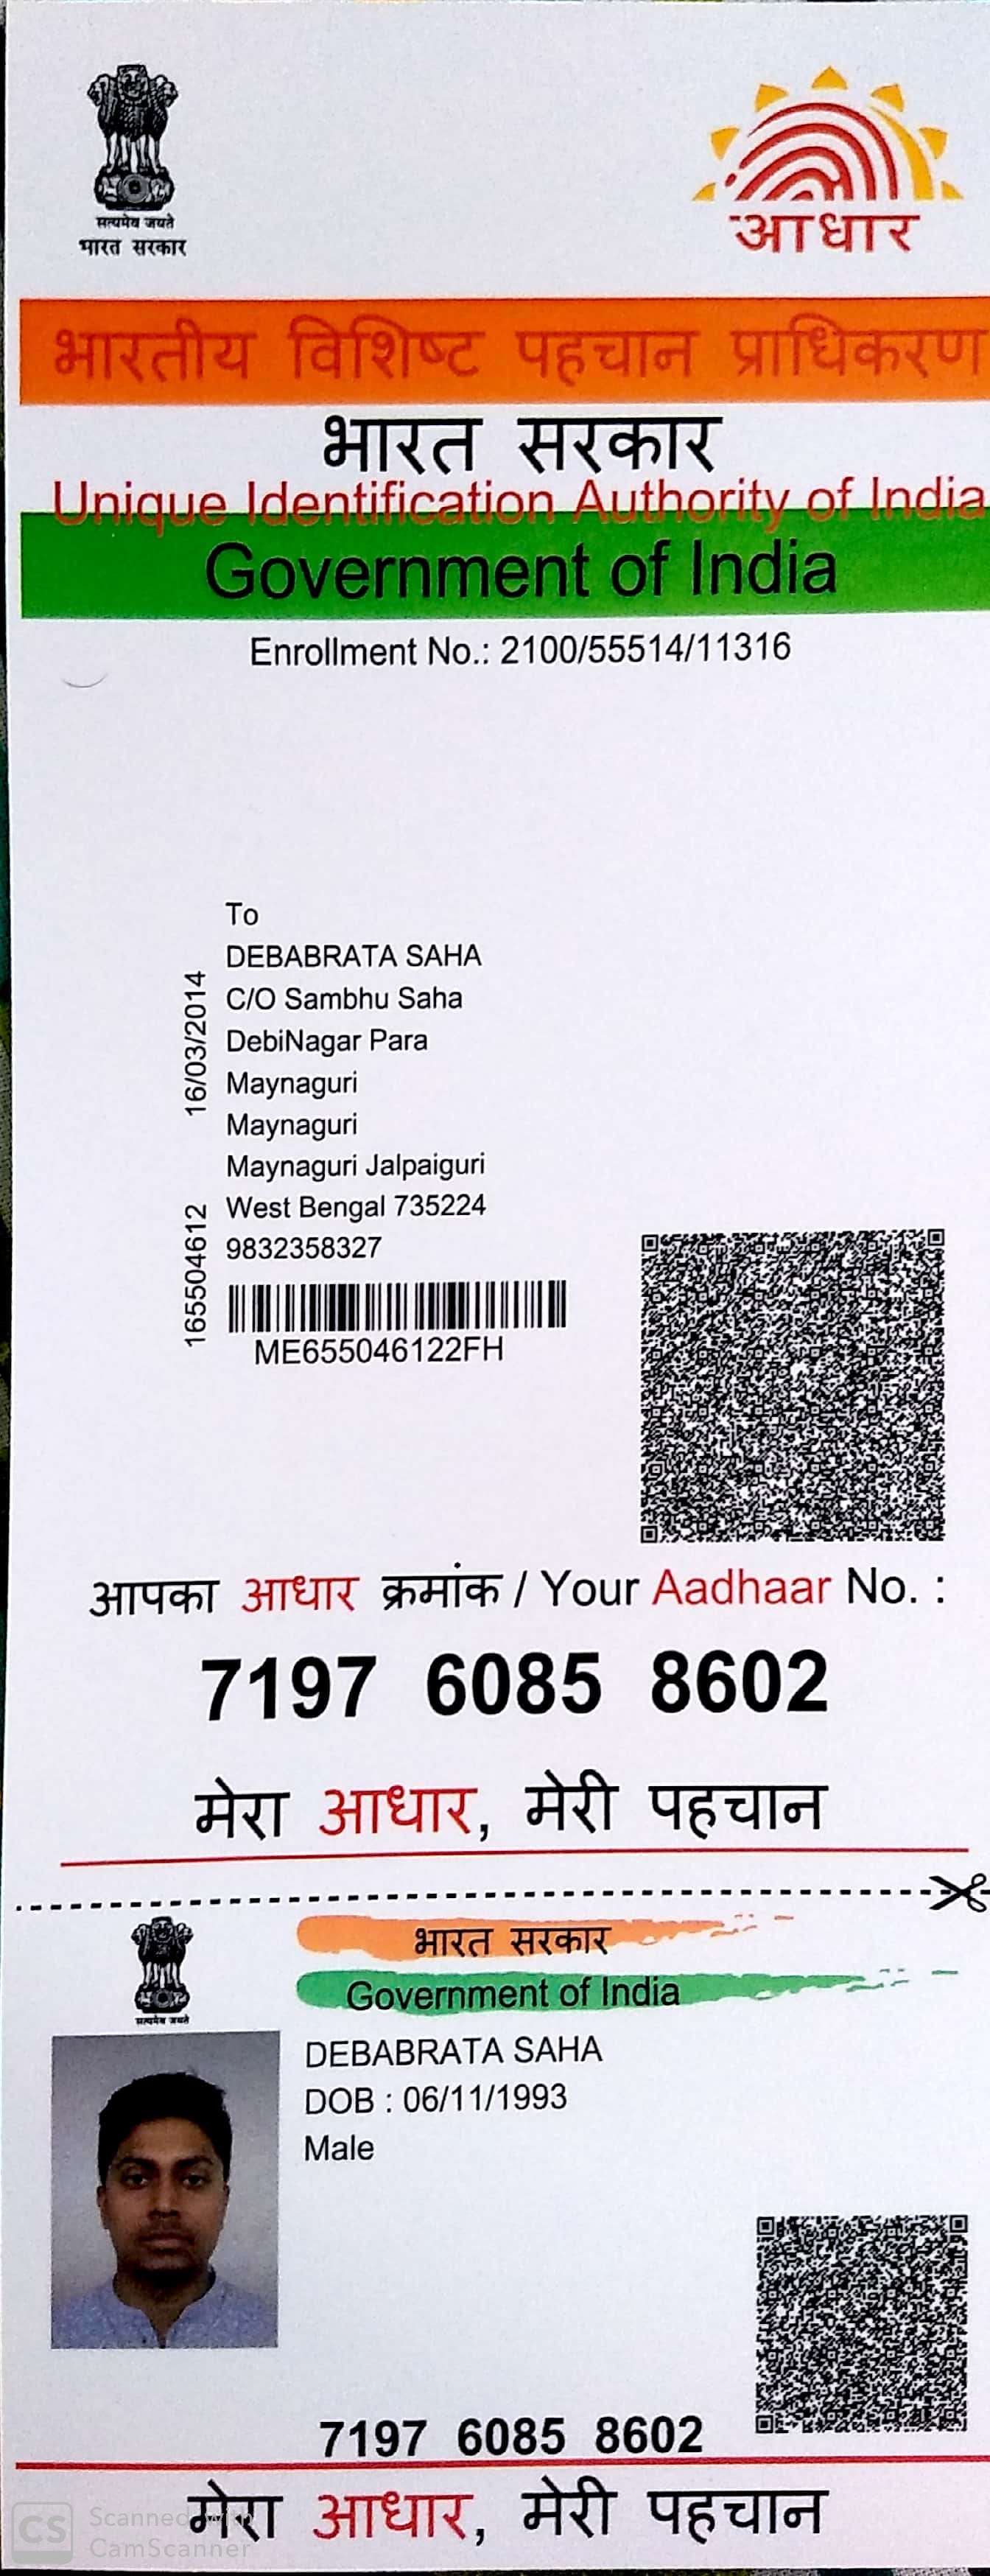 सत्यमेव जयते
भारत सरकार
आधार
भारतीय विशिष्ट पहचान प्राधिकरण
भारत सरकार
Unique Identification Authority of India
Government of India
Enrollment No.: 2100/55514/11316
To
DEBABRATA SAHA
C/O Sambhu Saha
DebiNagar Para
Maynaguri
Maynaguri
Maynaguri Jalpaiguri
West Bengal 735224
9832358327
16/03/2014
165504612
ME655046122FH
आपका आधार क्रमांक / Your Aadhaar No. :
7197 6085 8602
मेरा आधार, मेरी पहचान
सत्यमेव जयते
भारत सरकार
Government of India
DEBABRATA SAHA
DOB : 06/11/1993
Male
7197 6085 8602
मेरा आधार, मेरी पहचान
CS Scanned with
CamScanner